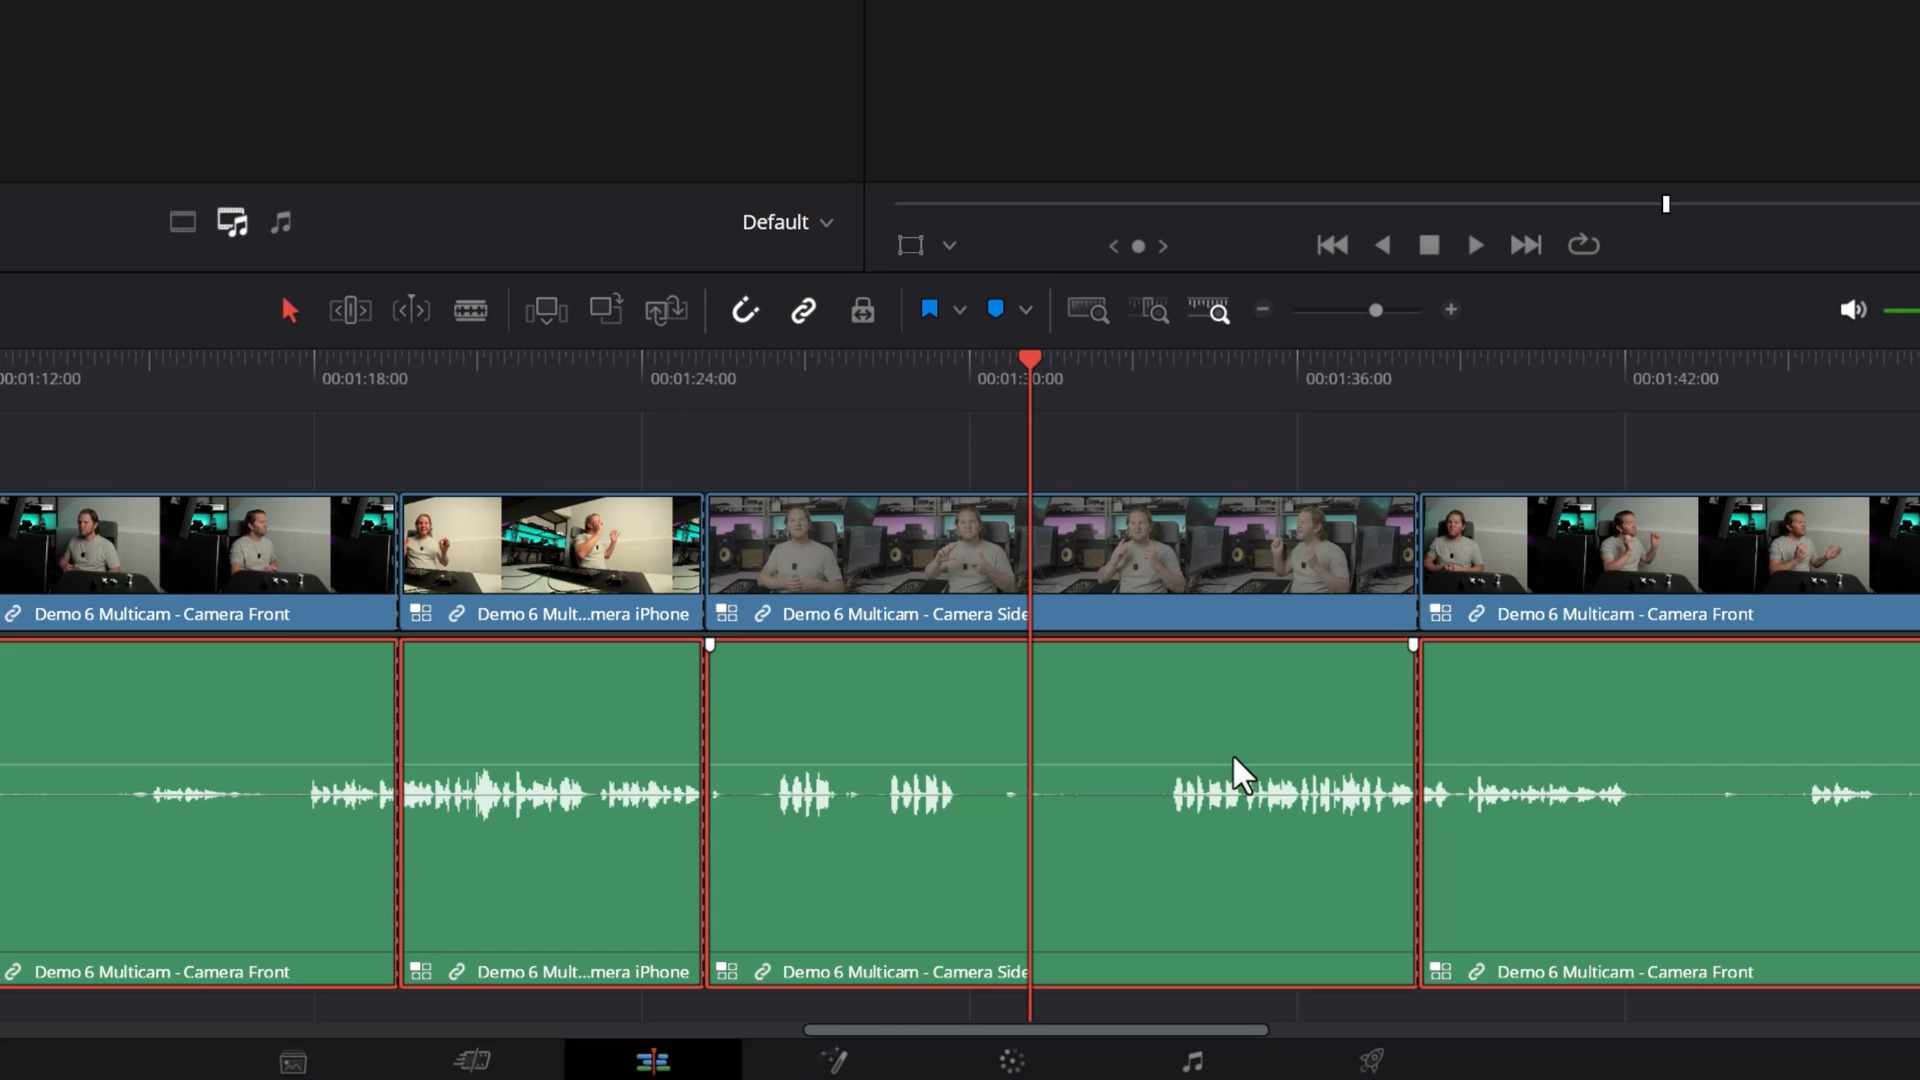 Default
00:01:12:00
00:01:18:00
00:01:24:00
00:01:30:00
00:01:36:00
00:01:42:00
Demo 6 Multicam - Camera Front
Demo 6 Mult...mera iPhone
Demo 6 Multicam - Camera Side
Demo 6 Multicam - Camera Front
Demo 6 Multicam - Camera Front
Demo 6 Mult...mera iPhone
Demo 6 Multicam - Camera Side
Demo 6 Multicam - Camera Front